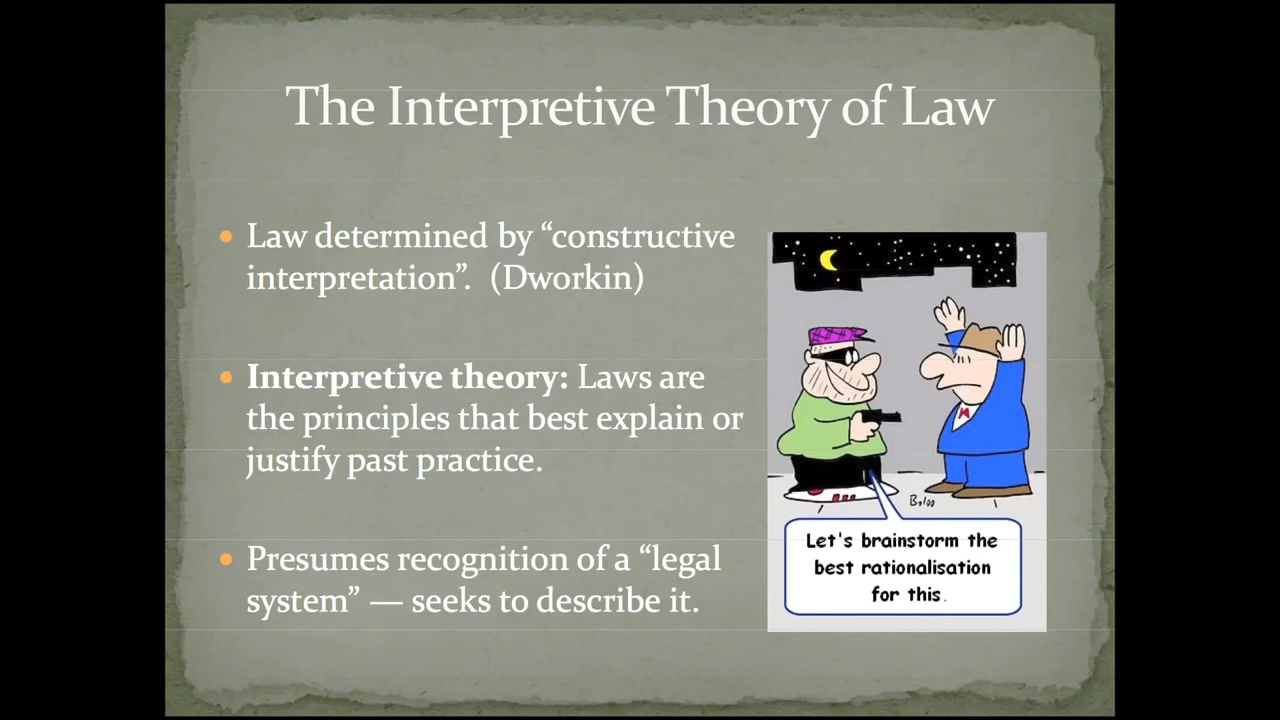 The Interpretive Theory of Law
• Law determined by “constructive
interpretation”. (Dworkin)
• Interpretive theory: Laws are
the principles that best explain or
justify past practice.
• Presumes recognition of a “legal
system” — seeks to describe it.
Baloo
Let's brainstorm the
best rationalisation
for this.